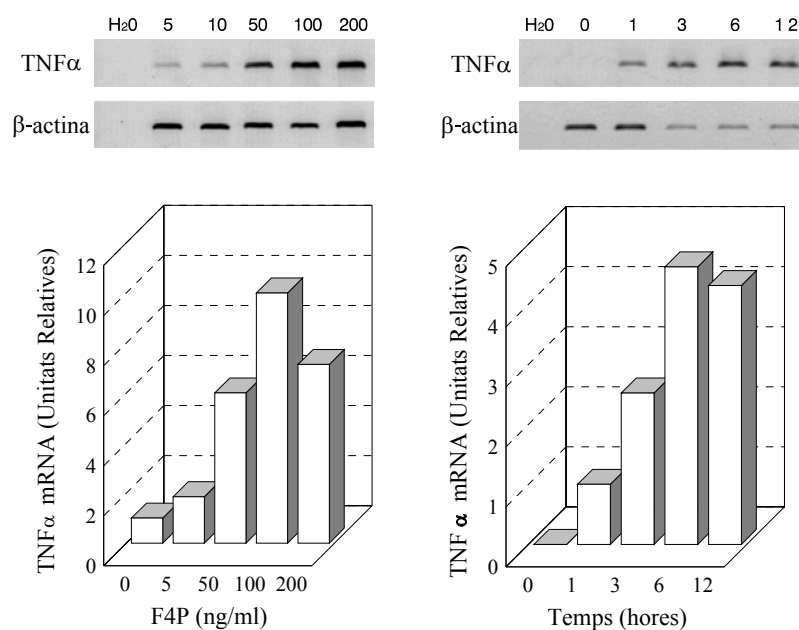 H20 5 10 50 100 200
TNFα
β-actina
H20 0 1 3 6 12
TNFα
β-actina
TNFα mRNA (Unitats Relatives)
12
10
8
6
4
2
0
0 5 50 100 200
F4P (ng/ml)
TNF α mRNA (Unitats Relatives)
5
4
3
2
1
0
0 1 3 6 12
Temps (hores)